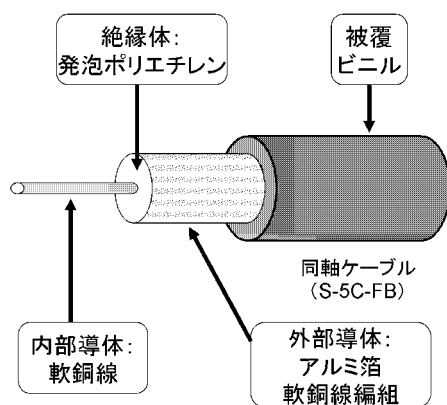 絶縁体:
発泡ポリエチレン
被覆
ビニル
同軸ケーブル
(S-5C-FB)
内部導体:
軟銅線
外部導体:
アルミ箔
軟銅線編組